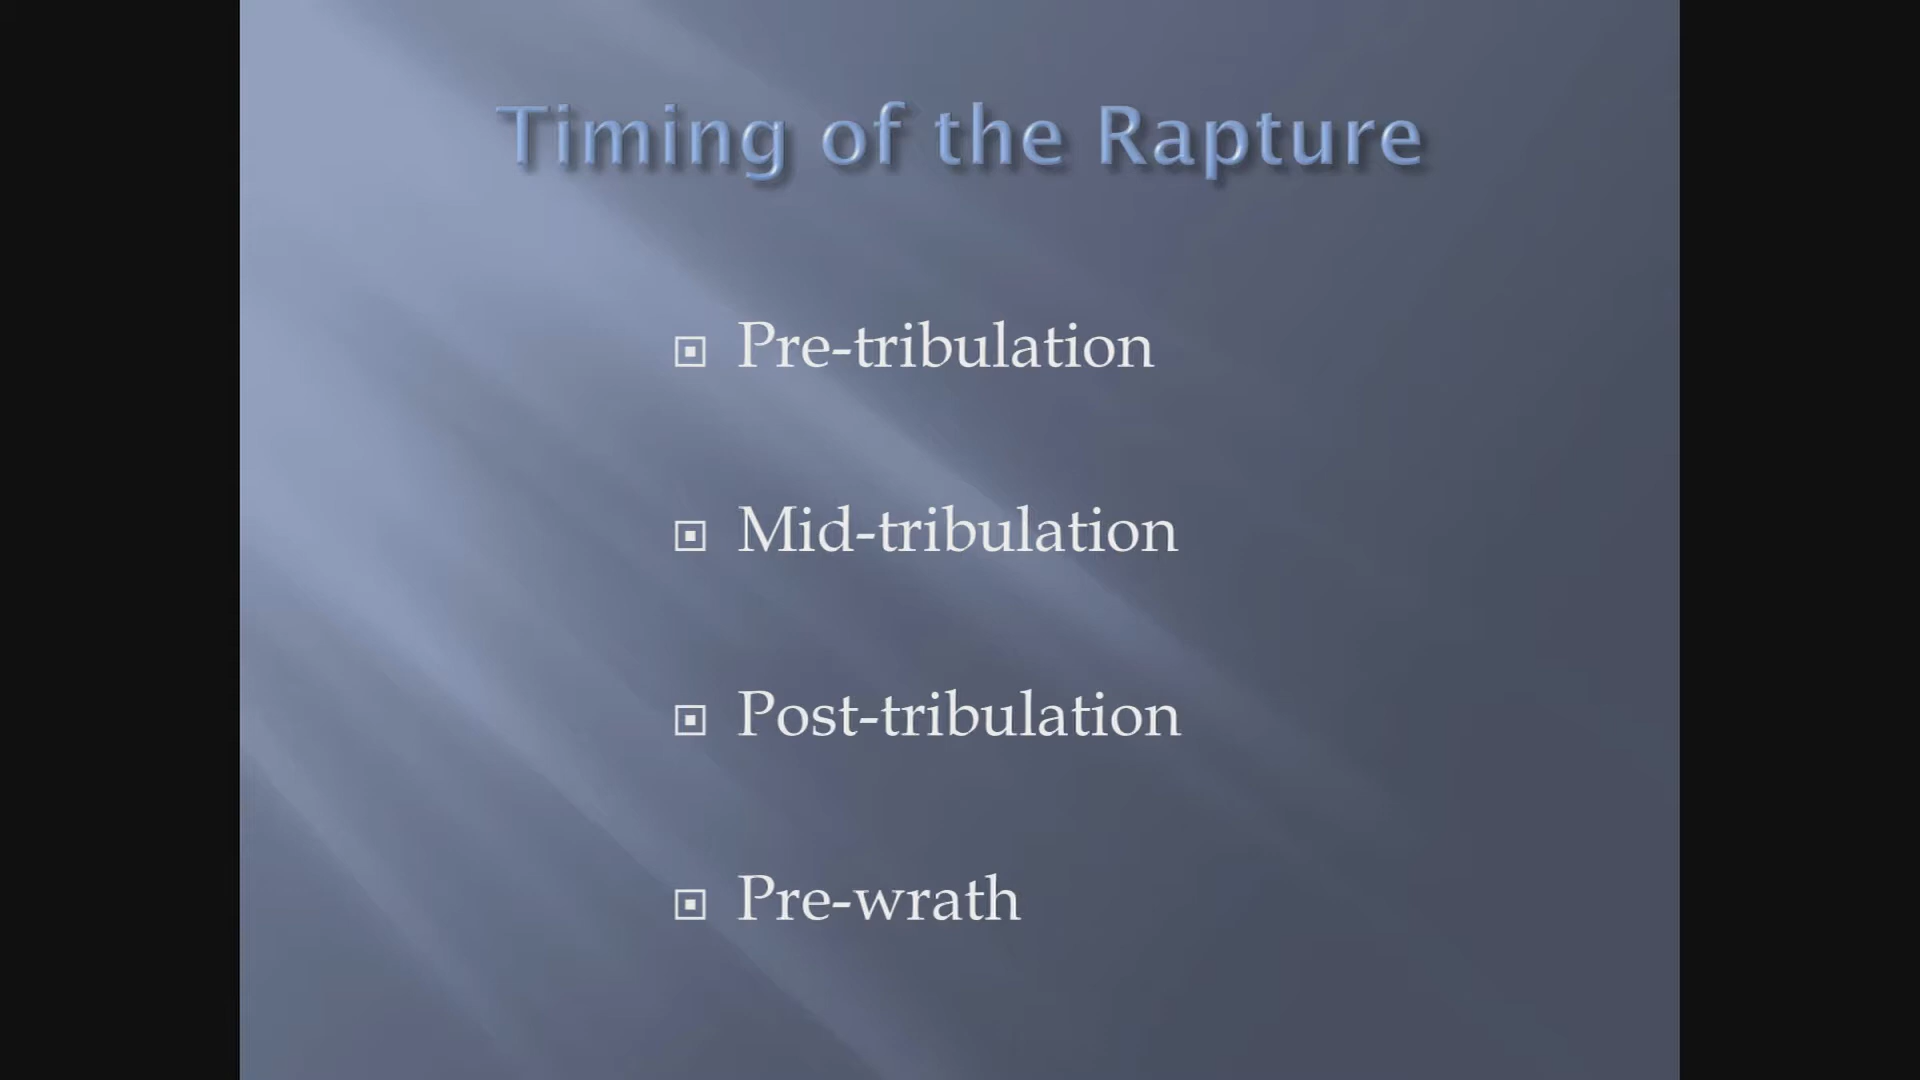 Timing of the Rapture
Pre-tribulation
Mid-tribulation
Post-tribulation
Pre-wrath